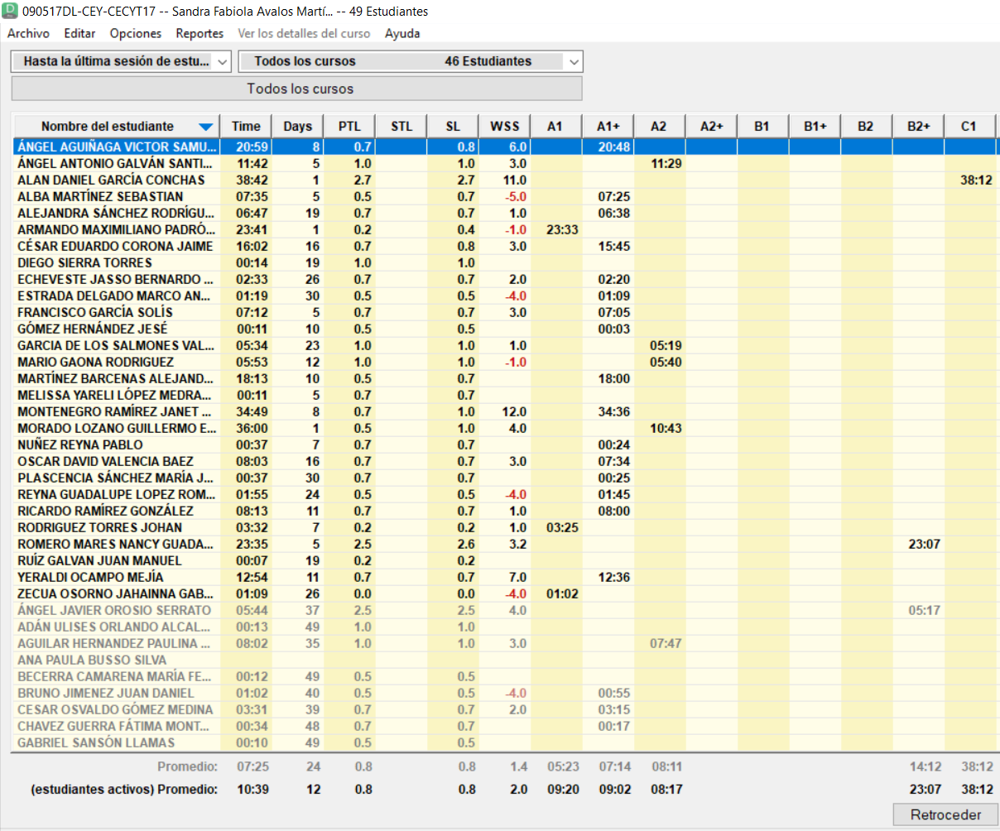 090517DL-CEY-CECYT17 -- Sandra Fabiola Avalos Martí... -- 49 Estudiantes
Archivo Editar Opciones Reportes Ver los detalles del curso Ayuda
Hasta la última sesión de estu... Todos los cursos 46 Estudiantes
Todos los cursos
Nombre del estudiante Time Days PTL STL SL WSS A1 A1+ A2 A2+ B1 B1+ B2 B2+ C1
ÁNGEL AGUIÑAGA VICTOR SAMU... 20:59 8 0.7 0.8 6.0 20:48
ÁNGEL ANTONIO GALVÁN SANTI... 11:42 5 1.0 1.0 3.0 11:29
ALAN DANIEL GARCÍA CONCHAS 38:42 1 2.7 2.7 11.0 38:12
ALBA MARTÍNEZ SEBASTIAN 07:35 5 0.5 0.7 -5.0 07:25
ALEJANDRA SÁNCHEZ RODRÍGU... 06:47 19 0.7 0.7 1.0 06:38
ARMANDO MAXIMILIANO PADRÓ... 23:41 1 0.2 0.4 -1.0 23:33
CÉSAR EDUARDO CORONA JAIME 16:02 16 0.7 0.8 3.0 15:45
DIEGO SIERRA TORRES 00:14 19 1.0 1.0
ECHEVESTE JASSO BERNARDO ... 02:33 26 0.7 0.7 2.0 02:20
ESTRADA DELGADO MARCO AN... 01:19 30 0.5 0.5 -4.0 01:09
FRANCISCO GARCÍA SOLÍS 07:12 5 0.7 0.7 3.0 07:05
GÓMEZ HERNÁNDEZ JESÉ 00:11 10 0.5 0.5 00:03
GARCIA DE LOS SALMONES VAL... 05:34 23 1.0 1.0 1.0 05:19
MARIO GAONA RODRIGUEZ 05:53 12 1.0 1.0 -1.0 05:40
MARTÍNEZ BARCENAS ALEJAND... 18:13 10 0.5 0.7 18:00
MELISSA YARELI LÓPEZ MEDRA... 00:11 5 0.7 0.7
MONTENEGRO RAMÍREZ JANET ... 34:49 8 0.7 1.0 12.0 34:36
MORADO LOZANO GUILLERMO E... 36:00 1 0.5 1.0 4.0 10:43
NUÑEZ REYNA PABLO 00:37 7 0.7 0.7 00:24
OSCAR DAVID VALENCIA BAEZ 08:03 16 0.7 0.7 3.0 07:34
PLASCENCIA SÁNCHEZ MARÍA J... 00:37 30 0.7 0.7 00:25
REYNA GUADALUPE LOPEZ ROM... 01:55 24 0.5 0.5 -4.0 01:45
RICARDO RAMÍREZ GONZÁLEZ 08:13 11 0.7 0.7 1.0 08:00
RODRIGUEZ TORRES JOHAN 03:32 7 0.2 0.2 1.0 03:25
ROMERO MARES NANCY GUADA... 23:35 5 2.5 2.6 3.2 23:07
RUÍZ GALVAN JUAN MANUEL 00:07 19 0.2 0.2
YERALDI OCAMPO MEJÍA 12:54 11 0.7 0.7 7.0 12:36
ZECUA OSORNO JAHAINNA GAB... 01:09 26 0.0 0.0 -4.0 01:02
ÁNGEL JAVIER OROSIO SERRATO 05:44 37 2.5 2.5 4.0 05:17
ADÁN ULISES ORLANDO ALCAL... 00:13 49 1.0 1.0
AGUILAR HERNANDEZ PAULINA ... 08:02 35 1.0 1.0 3.0 07:47
ANA PAULA BUSSO SILVA
BECERRA CAMARENA MARÍA FE... 00:12 49 0.5 0.5
BRUNO JIMENEZ JUAN DANIEL 01:02 40 0.5 0.5 -4.0 00:55
CESAR OSVALDO GÓMEZ MEDINA 03:31 39 0.7 0.7 2.0 03:15
CHAVEZ GUERRA FÁTIMA MONT... 00:34 48 0.7 0.7 00:17
GABRIEL SANSÓN LLAMAS 00:10 49 0.5 0.5
Promedio: 07:25 24 0.8 0.8 1.4 05:23 07:14 08:11 14:12 38:12
(estudiantes activos) Promedio: 10:39 12 0.8 0.8 2.0 09:20 09:02 08:17 23:07 38:12
Retroceder